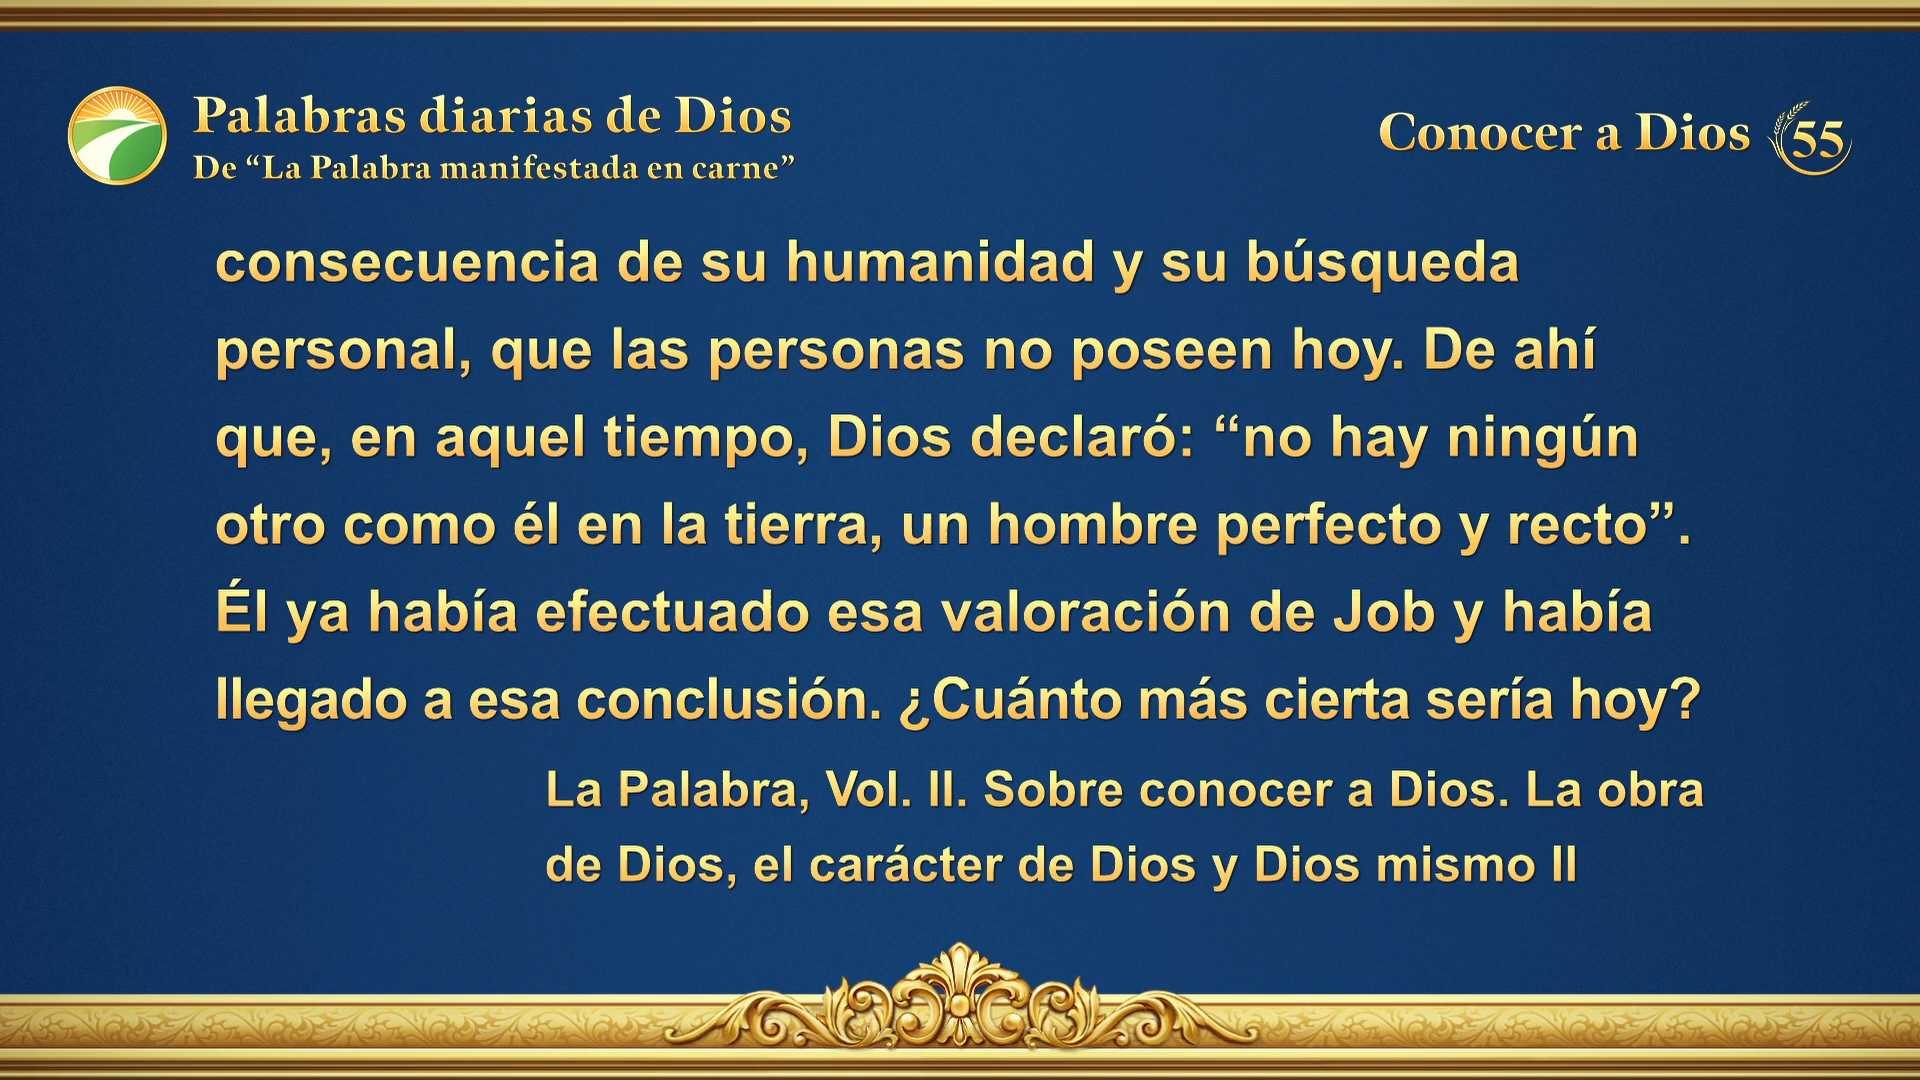 Palabras diarias de Dios
De “La Palabra manifestada en carne”
Conocer a Dios 55
consecuencia de su humanidad y su búsqueda
personal, que las personas no poseen hoy. De ahí
que, en aquel tiempo, Dios declaró: “no hay ningún
otro como él en la tierra, un hombre perfecto y recto”.
Él ya había efectuado esa valoración de Job y había
llegado a esa conclusión. ¿Cuánto más cierta sería hoy?
La Palabra, Vol. II. Sobre conocer a Dios. La obra
de Dios, el carácter de Dios y Dios mismo II